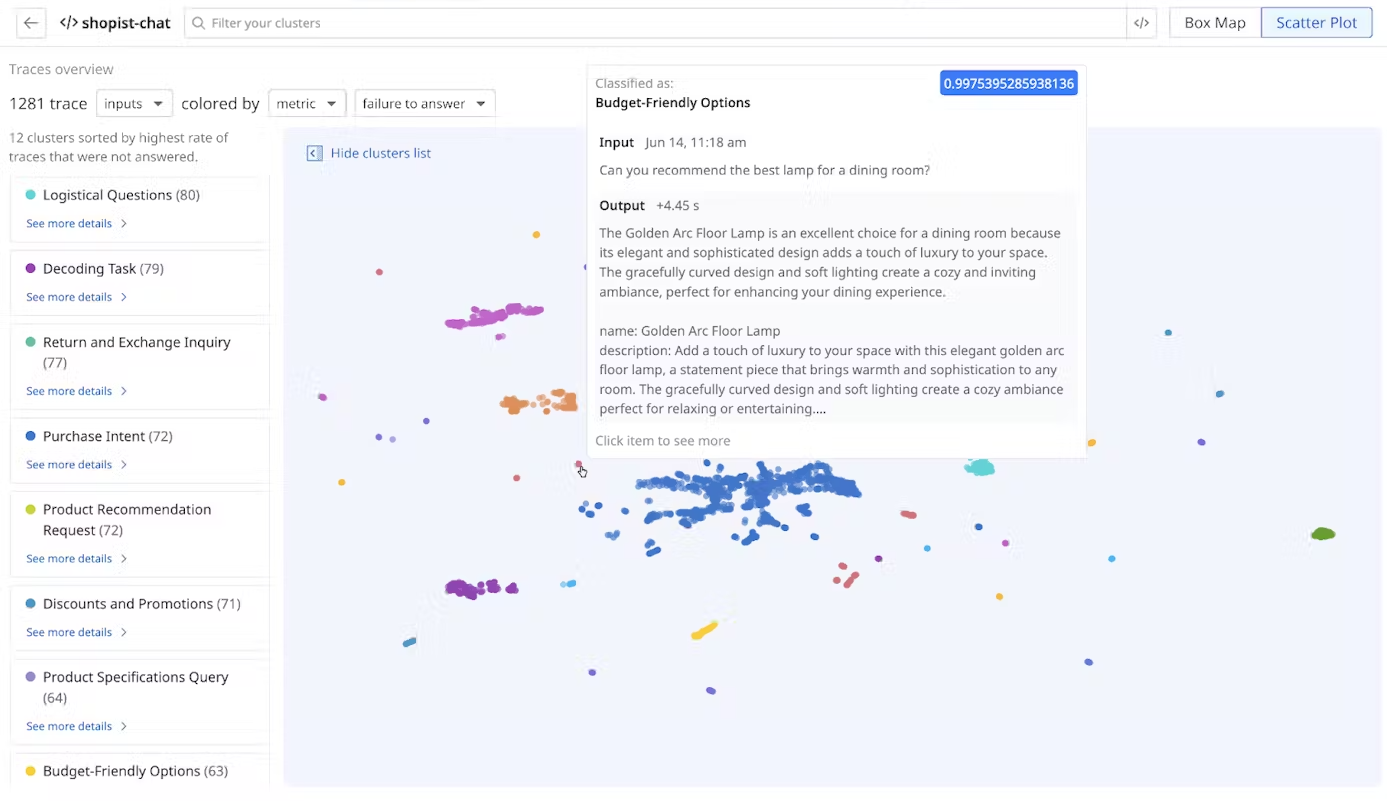 </> shopist-chat
Filter your clusters
</>
Box Map
Scatter Plot
Traces overview
1281 trace inputs colored by metric failure to answer
12 clusters sorted by highest rate of
traces that were not answered.
Logistical Questions (80)
See more details
Decoding Task (79)
See more details
Return and Exchange Inquiry
(77)
See more details
Purchase Intent (72)
See more details
Product Recommendation
Request (72)
See more details
Discounts and Promotions (71)
See more details
Product Specifications Query
(64)
See more details
Budget-Friendly Options (63)
Hide clusters list
Classified as:
0.9975395285938136
Budget-Friendly Options
Input Jun 14, 11:18 am
Can you recommend the best lamp for a dining room?
Output +4.45 s
The Golden Arc Floor Lamp is an excellent choice for a dining room because
its elegant and sophisticated design adds a touch of luxury to your space.
The gracefully curved design and soft lighting create a cozy and inviting
ambiance, perfect for enhancing your dining experience.
name: Golden Arc Floor Lamp
description: Add a touch of luxury to your space with this elegant golden arc
floor lamp, a statement piece that brings warmth and sophistication to any
room. The gracefully curved design and soft lighting create a cozy ambiance
perfect for relaxing or entertaining....
Click item to see more